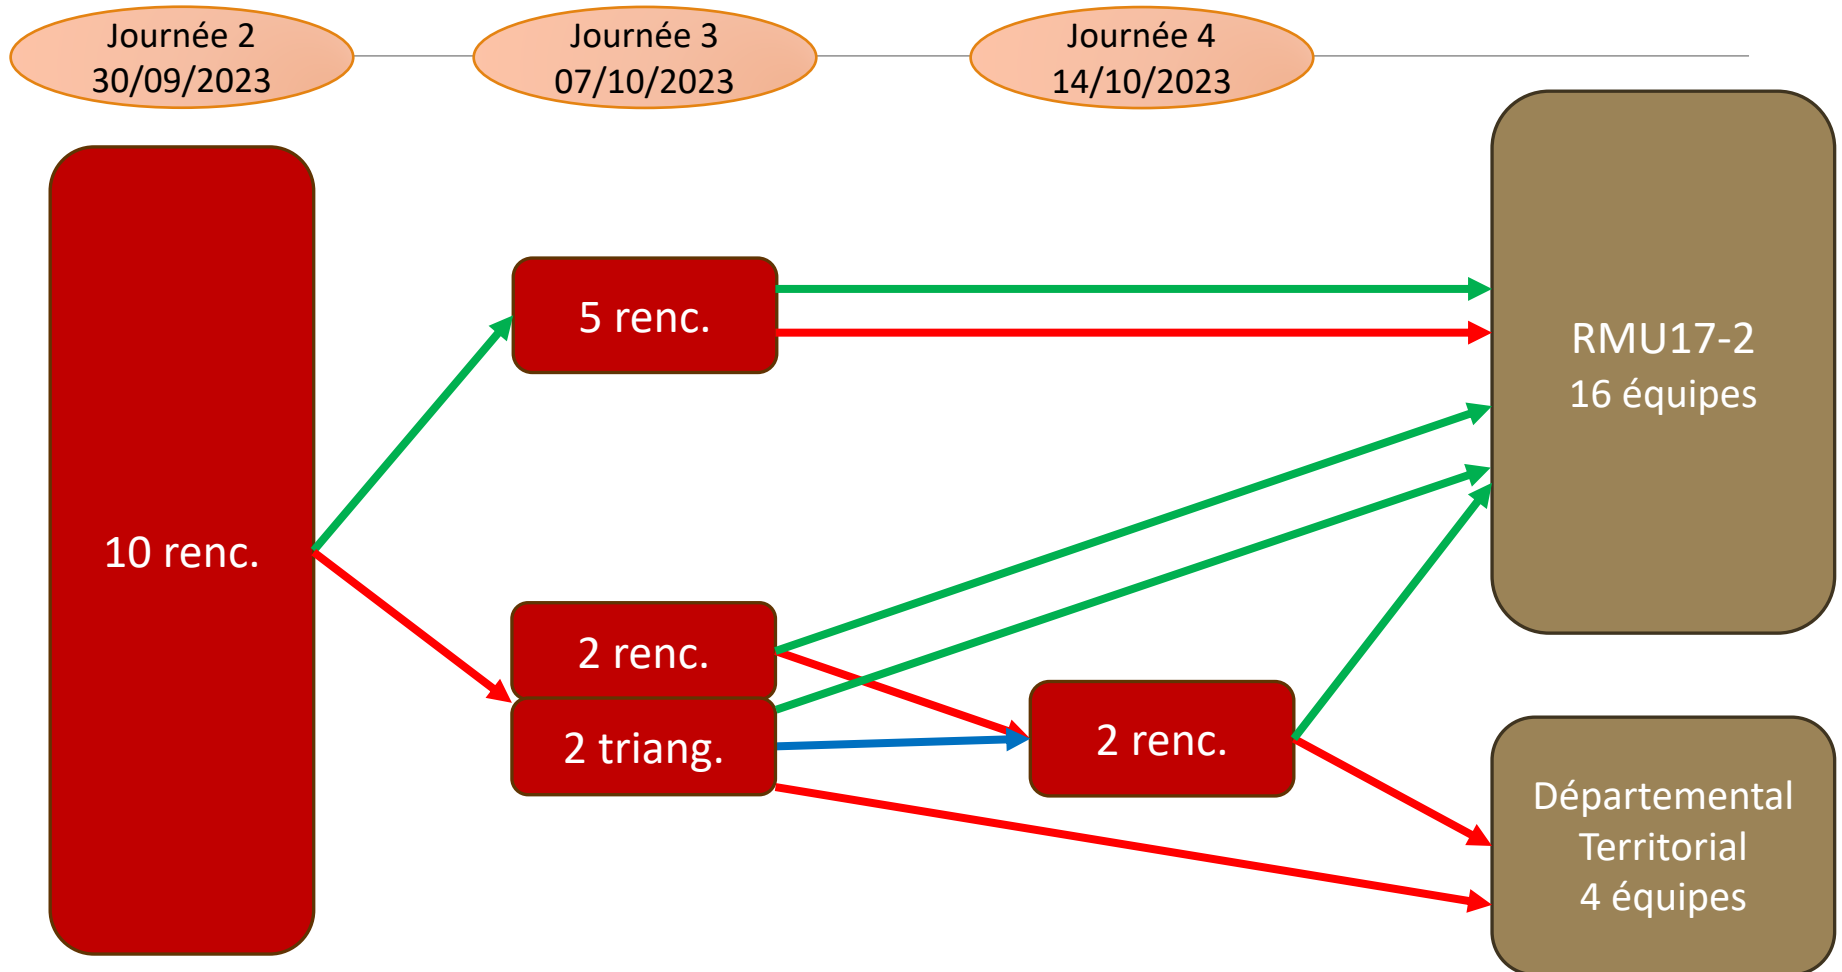 Journée 2
30/09/2023
Journée 3
07/10/2023
Journée 4
14/10/2023
10 renc.
5 renc.
2 renc.
2 triang.
2 renc.
RMU17-2
16 équipes
Départemental
Territorial
4 équipes